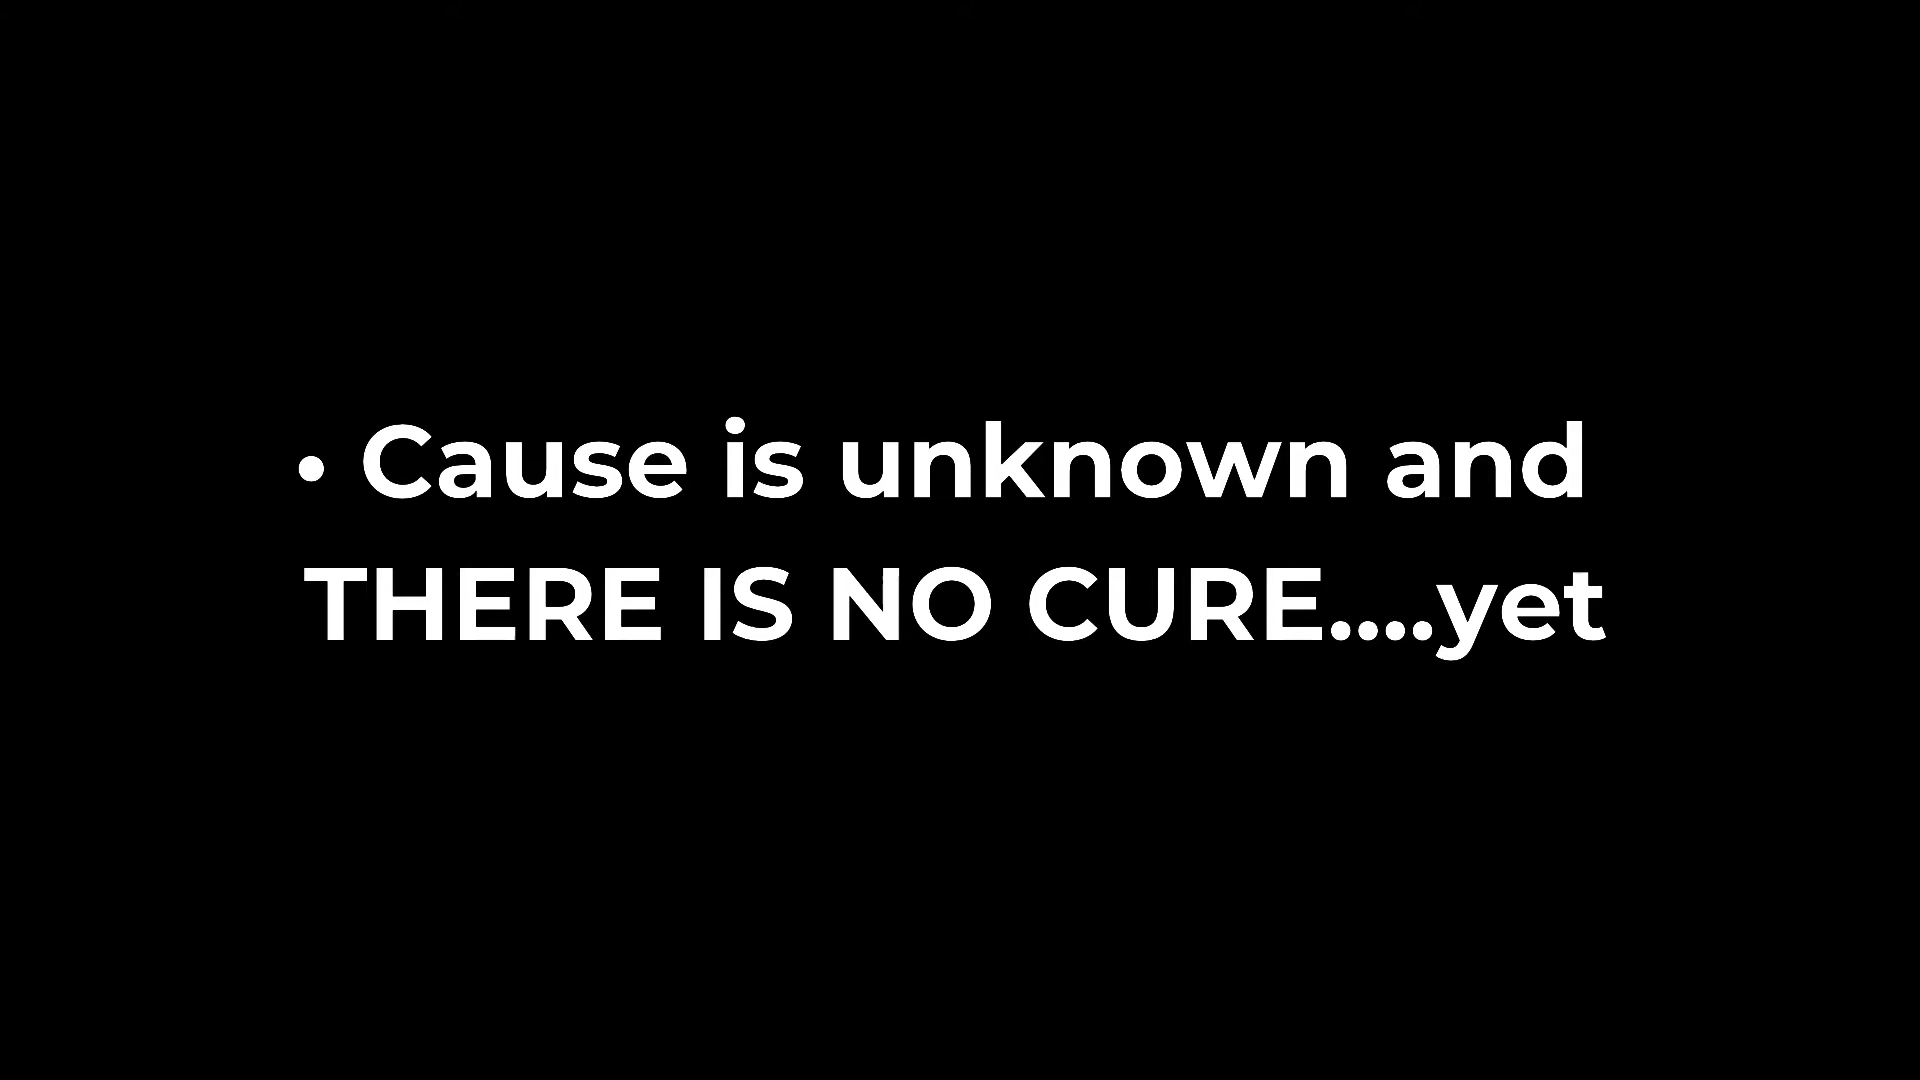 • Cause is unknown and
THERE IS NO CURE....yet